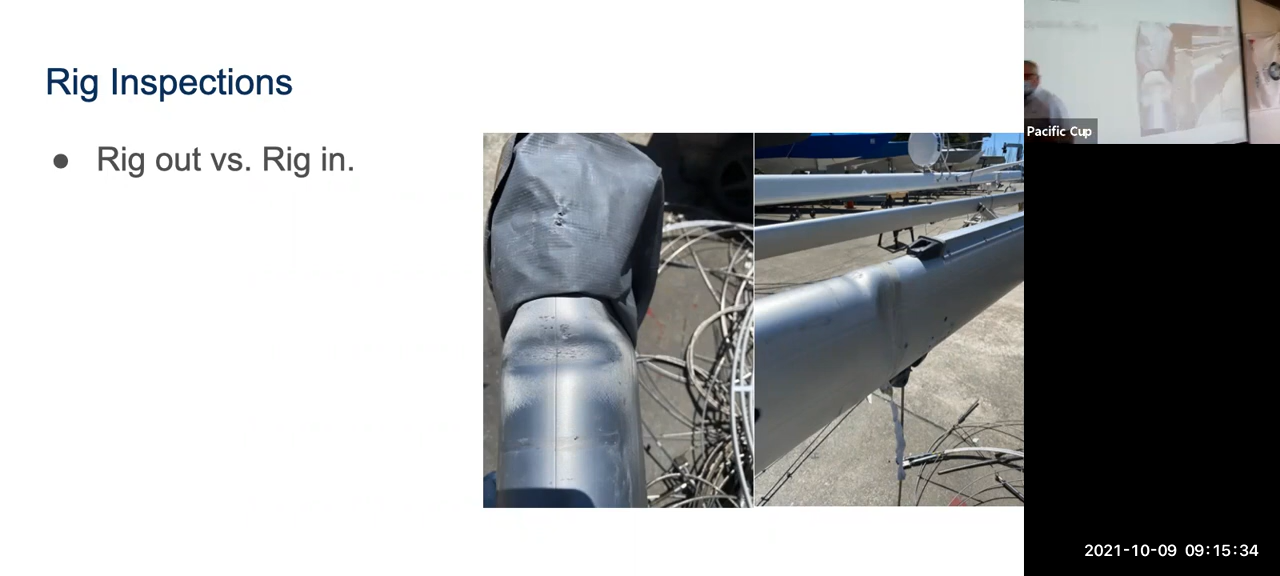 Rig Inspections
● Rig out vs. Rig in.
Pacific Cup
2021-10-09 09:15:34